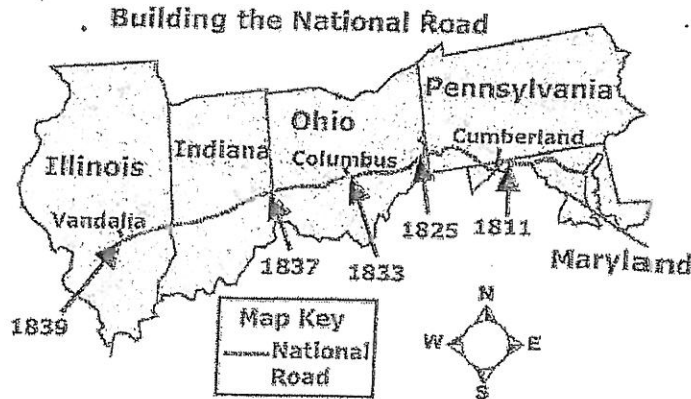 Building the National Road
Pennsylvania
Ohio
Cumberland
Indiana
Columbus
Illinois
Vandalia
1825
1811
Maryland
1837
1833
1839
Map Key
National
Road
N
W
E
S